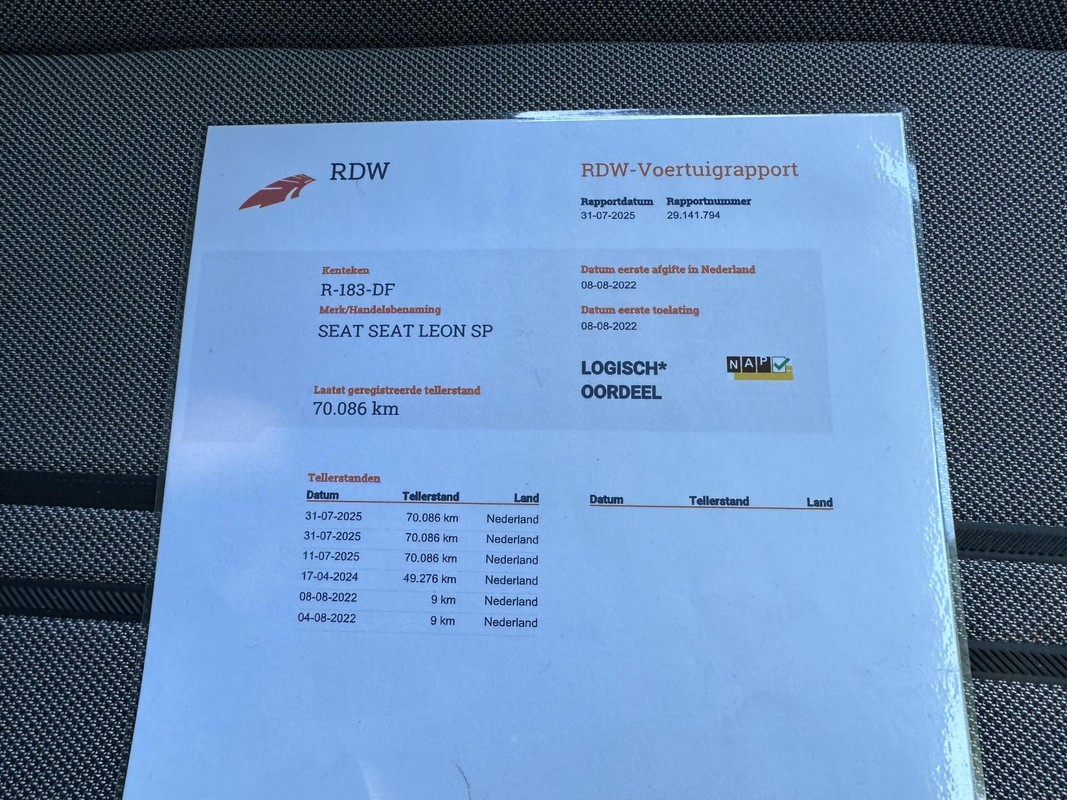 RDW
RDW-Voertuigrapport
Rapportdatum Rapportnummer
31-07-2025 29.141.794
Kenteken
R-183-DF
Merk/Handelsbenaming
SEAT SEAT LEON SP
Laatst geregistreerde tellerstand
70.086 km
Datum eerste afgifte in Nederland
08-08-2022
Datum eerste toelating
08-08-2022
LOGISCH*
OORDEEL
NAP
Tellerstanden
Datum Tellerstand Land
31-07-2025 70.086 km Nederland
31-07-2025 70.086 km Nederland
11-07-2025 70.086 km Nederland
17-04-2024 49.276 km Nederland
08-08-2022 9 km Nederland
04-08-2022 9 km Nederland
Datum Tellerstand Land